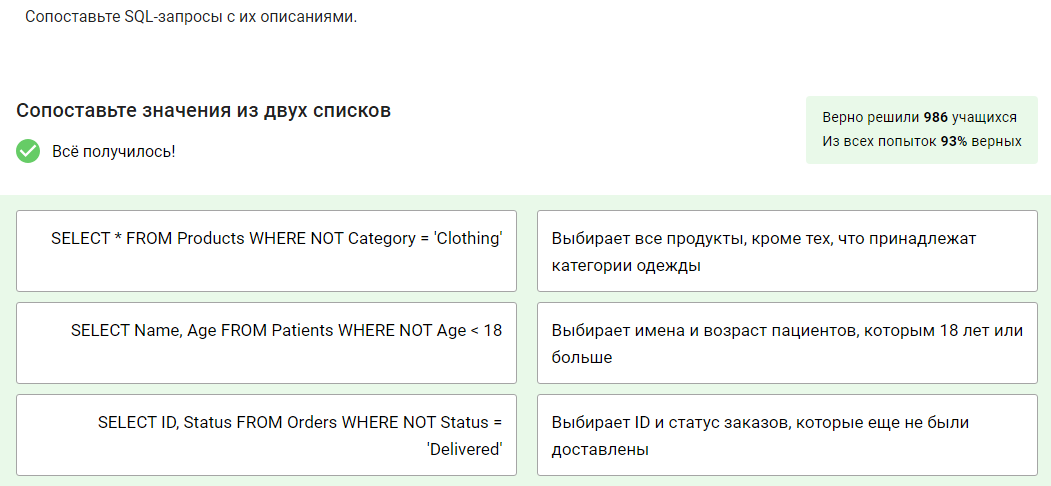 Сопоставьте SQL-запросы с их описаниями.
Сопоставьте значения из двух списков
Всё получилось!
Верно решили 986 учащихся
Из всех попыток 93% верных
SELECT * FROM Products WHERE NOT Category = 'Clothing'
Выбирает все продукты, кроме тех, что принадлежат
категории одежды
SELECT Name, Age FROM Patients WHERE NOT Age < 18
Выбирает имена и возраст пациентов, которым 18 лет или
больше
SELECT ID, Status FROM Orders WHERE NOT Status =
'Delivered'
Выбирает ID и статус заказов, которые еще не были
доставлены